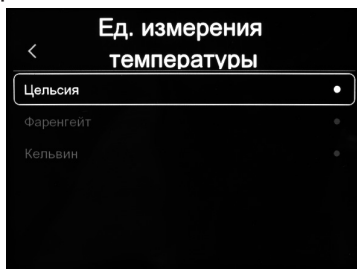 Ед. измерения
температуры
Цельсия
Фаренгейт
Кельвин